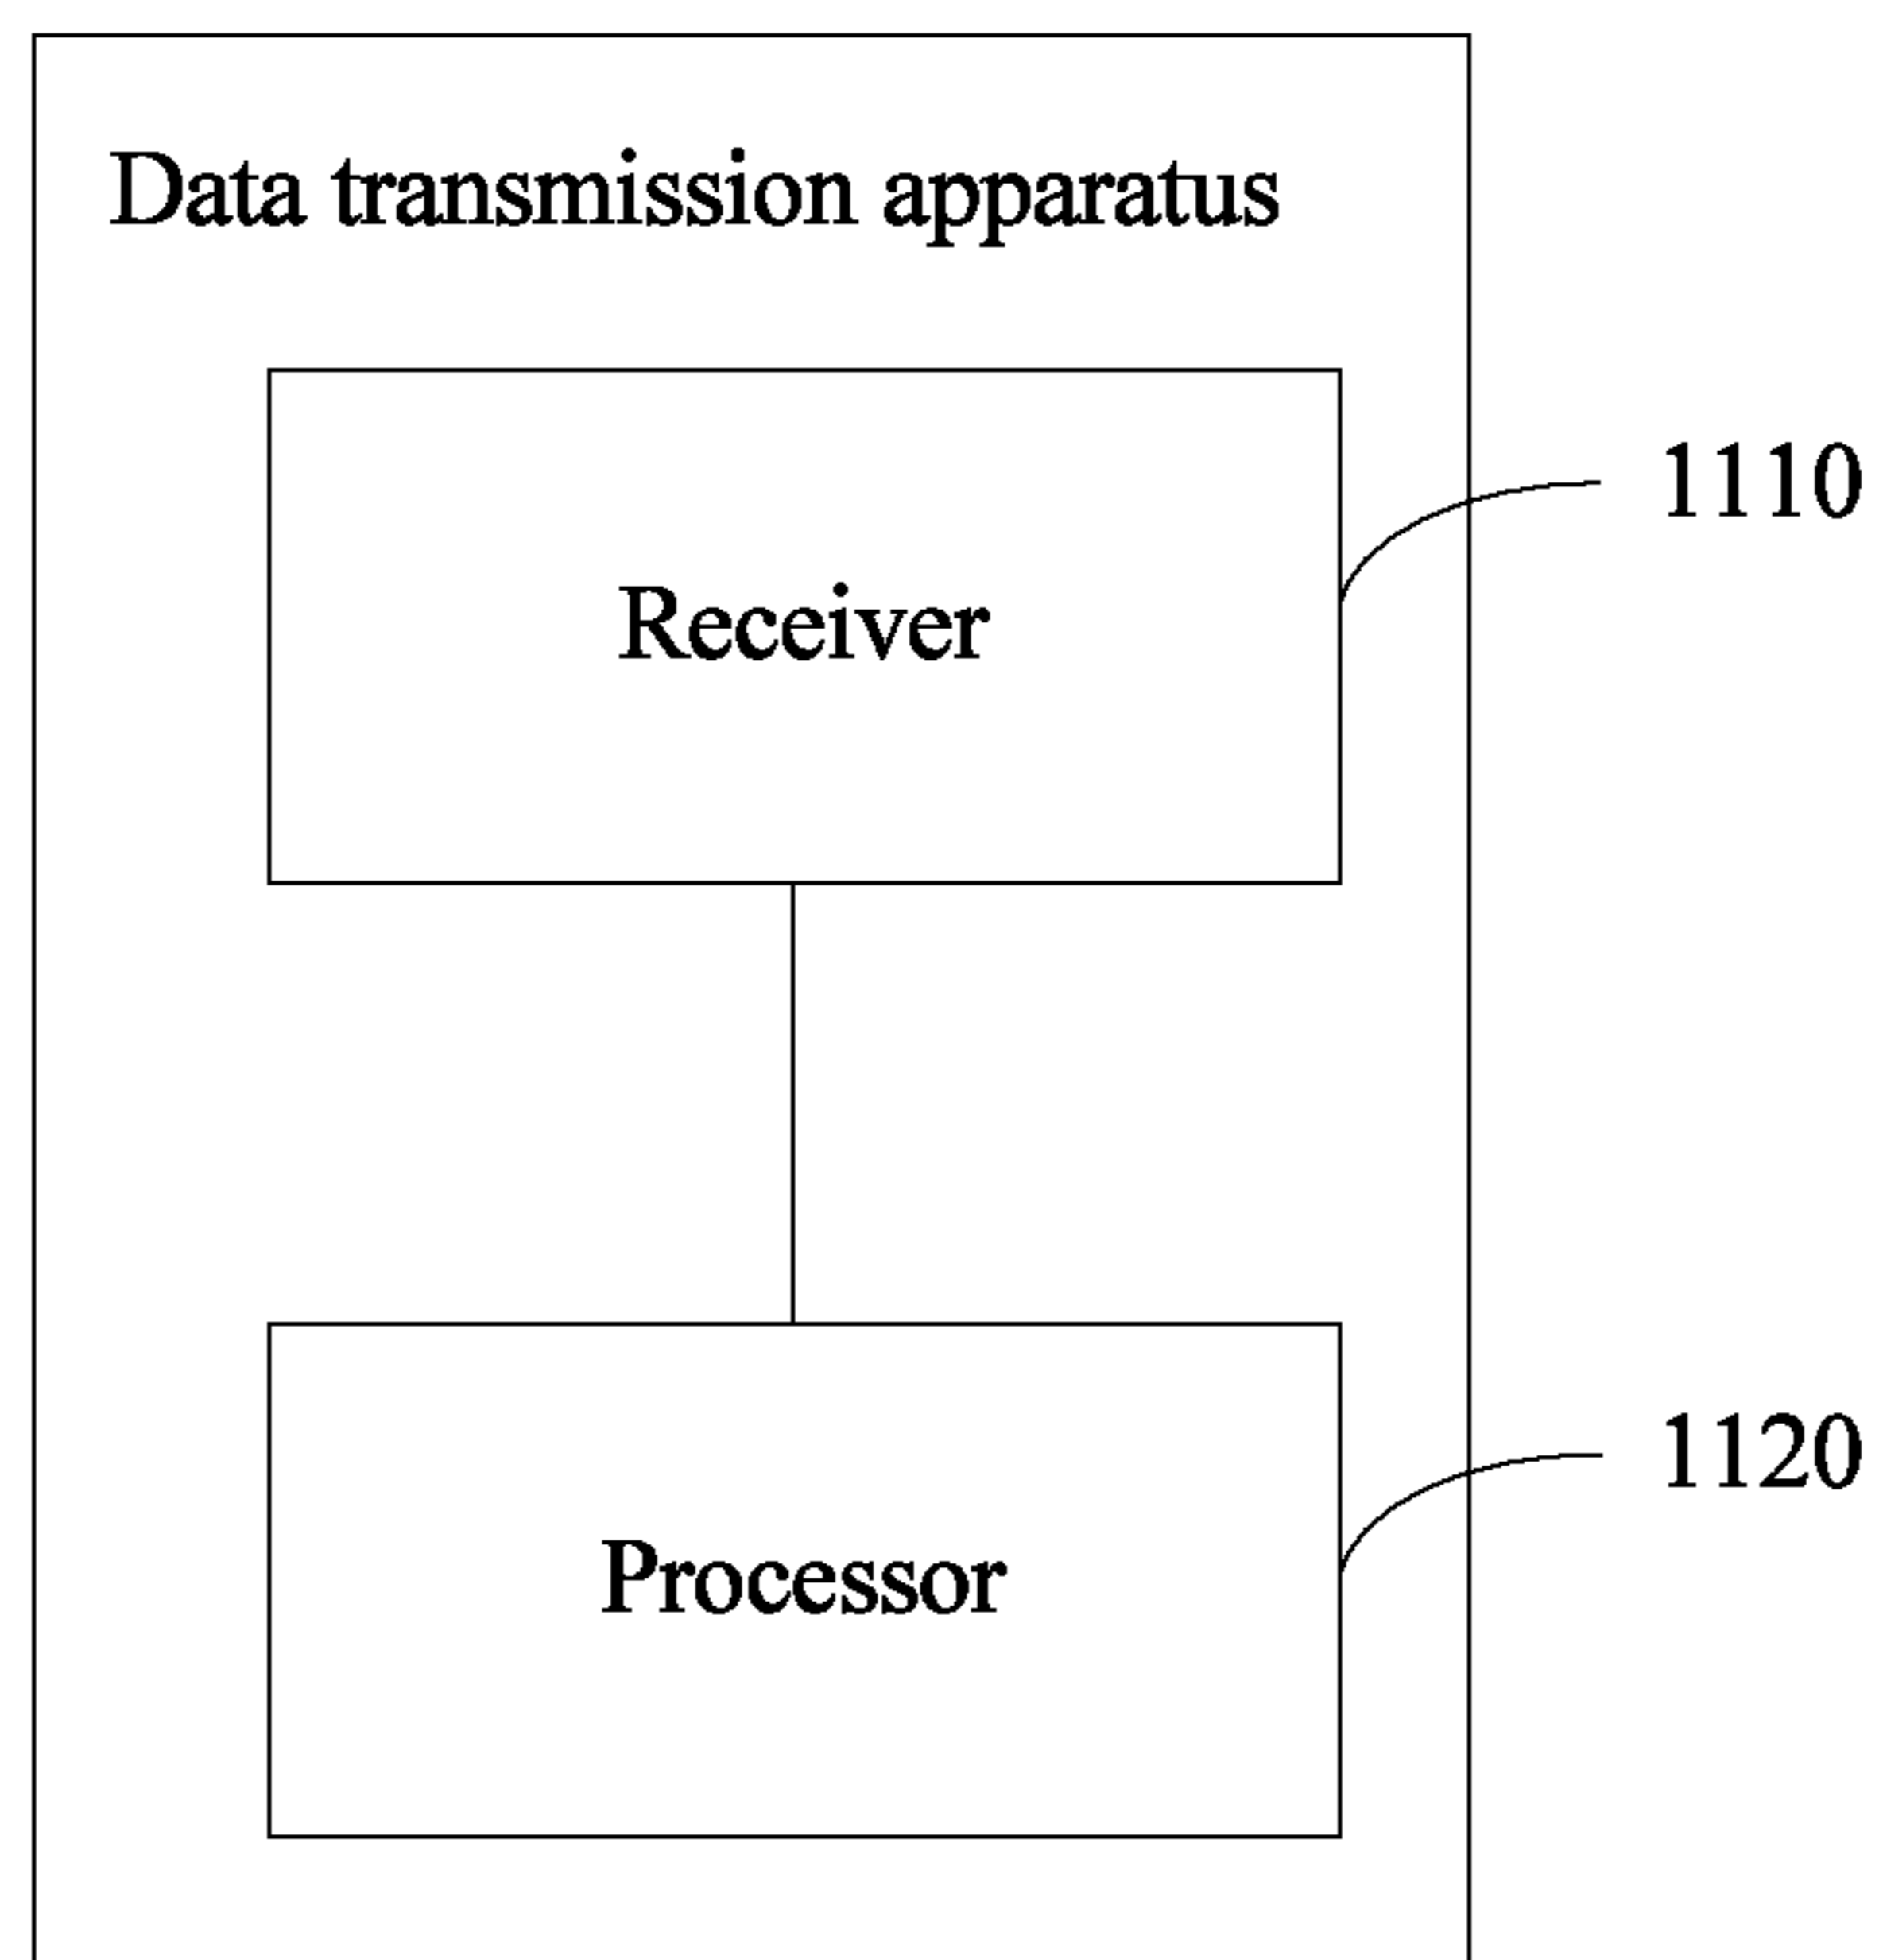 Data transmission apparatus
1110
Receiver
1120
Processor